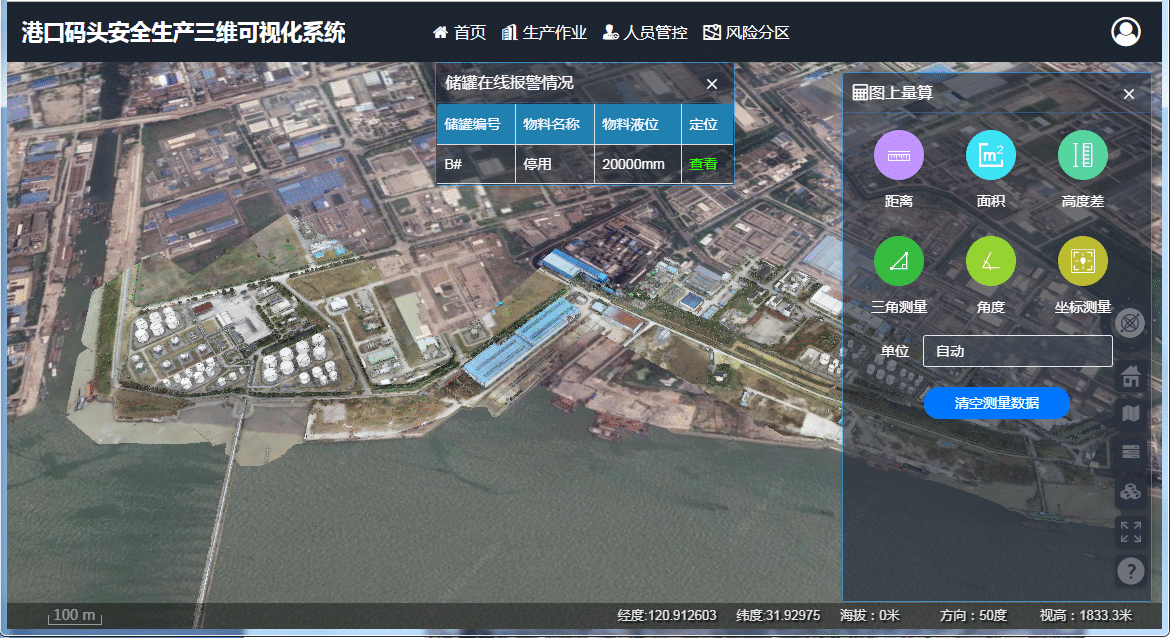 港口码头安全生产三维可视化系统
首页 生产作业 人员管控 风险分区
储罐在线报警情况 ×
储罐编号 物料名称 物料液位 定位
B# 停用 20000mm 查看
图上量算 ×
m²
距离 面积 高度差
三角测量 角度 坐标测量
单位 自动
清空测量数据
?
100 m 经度:120.912603 纬度:31.92975 海拔：0米 方向：50度 视高：1833.3米